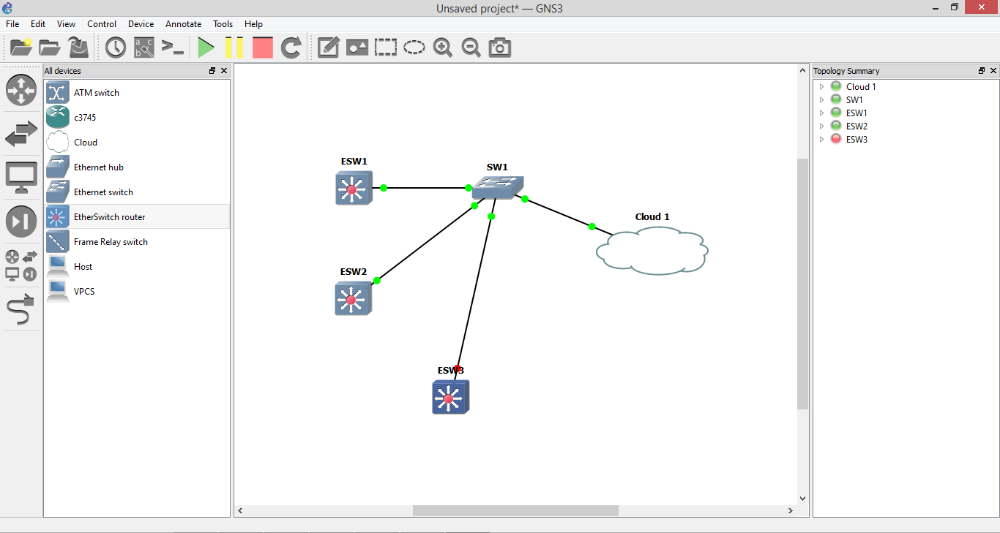 Unsaved project* — GNS3
File Edit View Control Device Annotate Tools Help
All devices
ATM switch
c3745
Cloud
Ethernet hub
Ethernet switch
EtherSwitch router
Frame Relay switch
Host
VPCS
ESW1
SW1
Cloud 1
ESW2
ESW3
Topology Summary
Cloud 1
SW1
ESW1
ESW2
ESW3